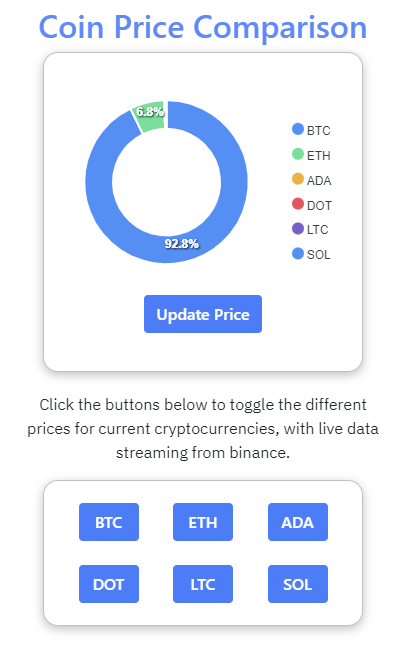 Coin Price Comparison
6.8%
92.8%
BTC
ETH
ADA
DOT
LTC
SOL
Update Price
Click the buttons below to toggle the different
prices for current cryptocurrencies, with live data
streaming from binance.
BTC ETH ADA
DOT LTC SOL